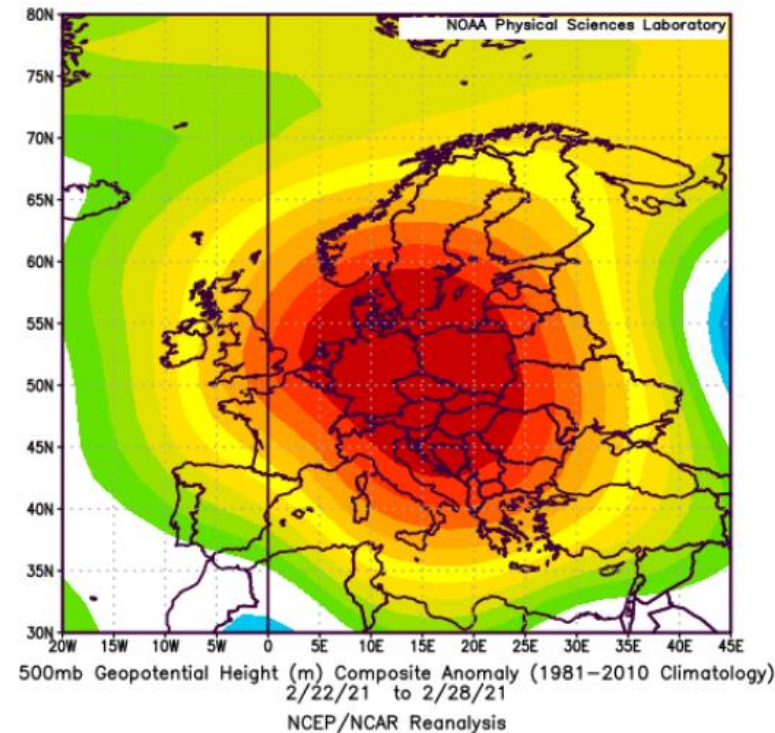 NOAA Physical Sciences Laboratory
80N
75N
70N
65N
60N
55N
50N
45N
40N
35N
30N
20W 15W 10W 5W 0 5E 10E 15E 20E 25E 30E 35E 40E 45E
500mb Geopotential Height (m) Composite Anomaly (1981-2010 Climatology)
2/22/21 to 2/28/21
NCEP/NCAR Reanalysis